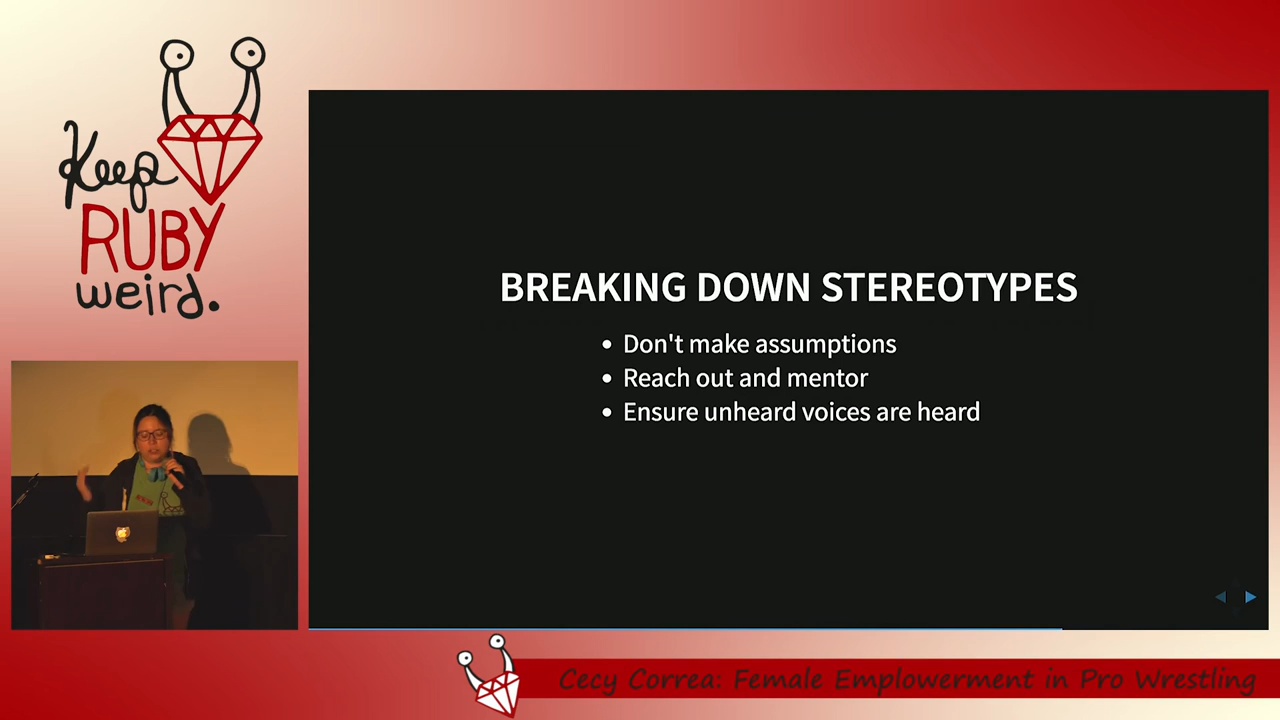 Keep
RUBY
weird.
BREAKING DOWN STEREOTYPES
Don't make assumptions
Reach out and mentor
Ensure unheard voices are heard
Cecy Correa: Female Emplowerment in Pro Wrestling